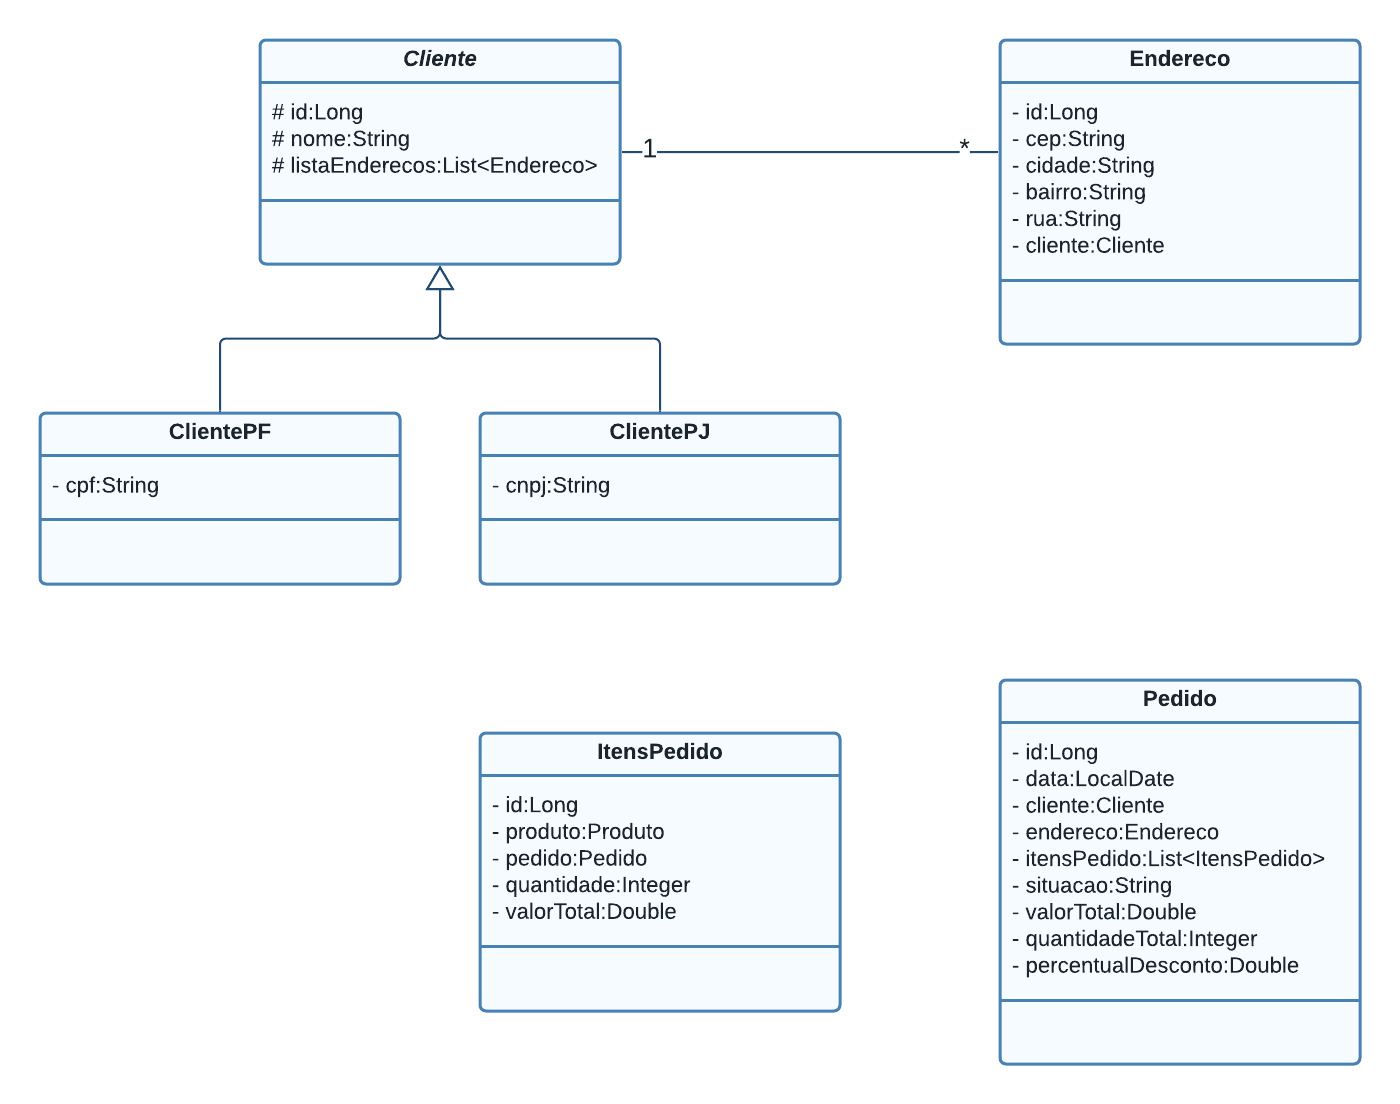 Cliente
# id:Long
# nome:String
# listaEnderecos:List<Endereco>
1
*
Endereco
- id:Long
- cep:String
- cidade:String
- bairro:String
- rua:String
- cliente:Cliente
ClientePF
- cpf:String
ClientePJ
- cnpj:String
ItensPedido
- id:Long
- produto:Produto
- pedido:Pedido
- quantidade:Integer
- valorTotal:Double
Pedido
- id:Long
- data:LocalDate
- cliente:Cliente
- endereco:Endereco
- itensPedido:List<ItensPedido>
- situacao:String
- valorTotal:Double
- quantidadeTotal:Integer
- percentualDesconto:Double